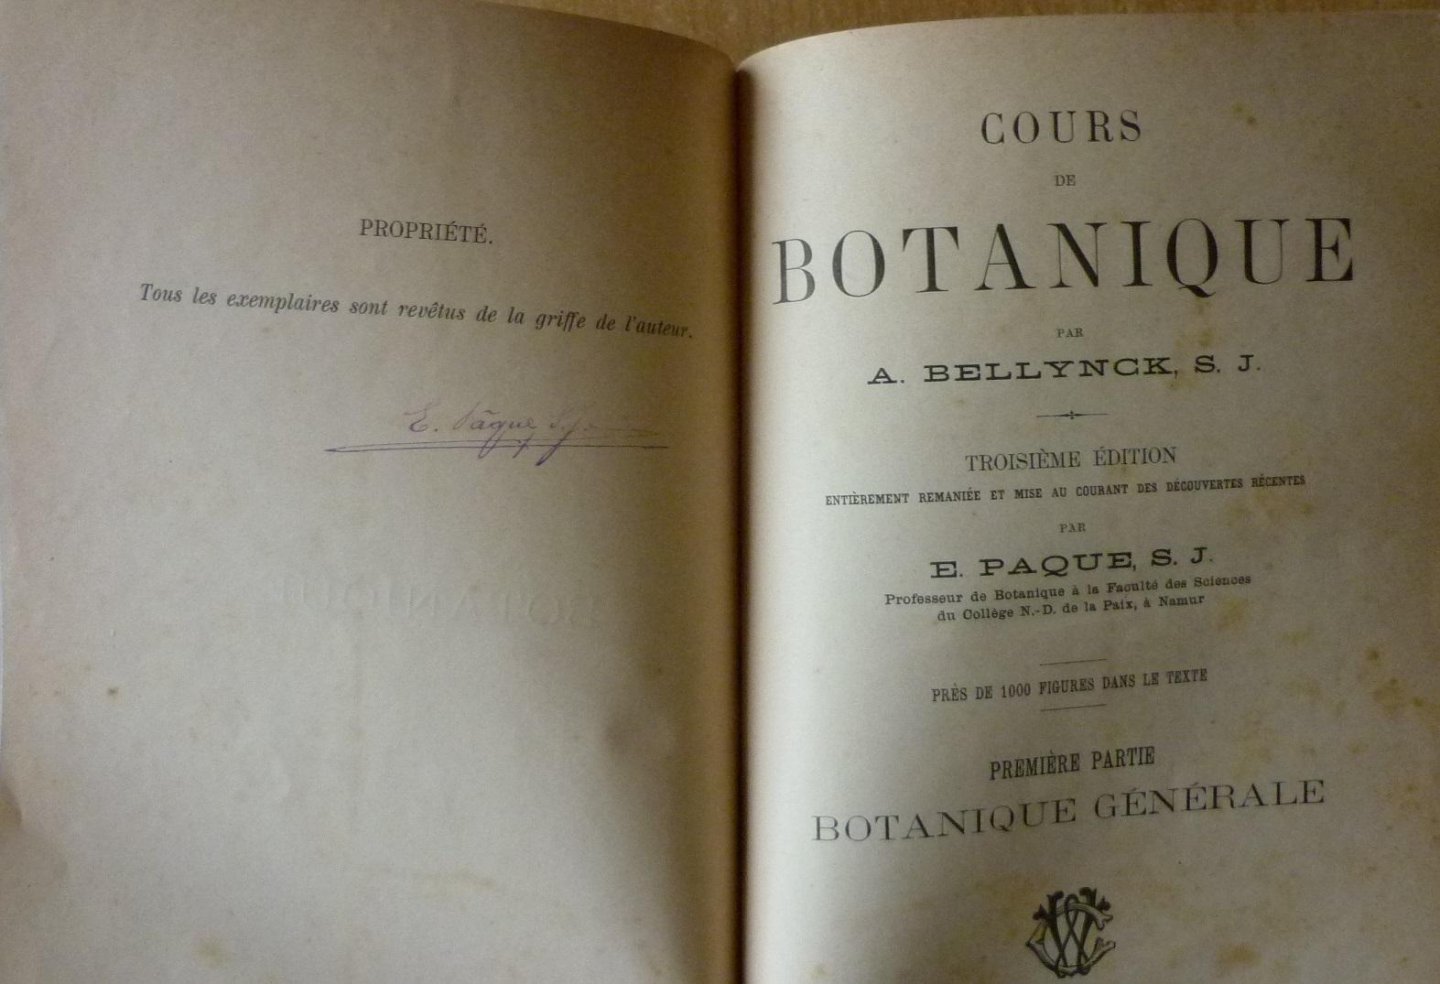 PROPRIÉTÉ.
Tous les exemplaires sont revêtus de la griffe de l'auteur.
E. Pâque S.J.
COURS
DE
BOTANIQUE
PAR
A. BELLYNCK, S. J.
TROISIÈME ÉDITION
ENTIÈREMENT REMANIÉE ET MISE AU COURANT DES DÉCOUVERTES RÉCENTES
PAR
E. PAQUE, S. J.
Professeur de Botanique à la Faculté des Sciences
du Collège N.-D. de la Paix, à Namur
PRÈS DE 1000 FIGURES DANS LE TEXTE
PREMIÈRE PARTIE
BOTANIQUE GÉNÉRALE